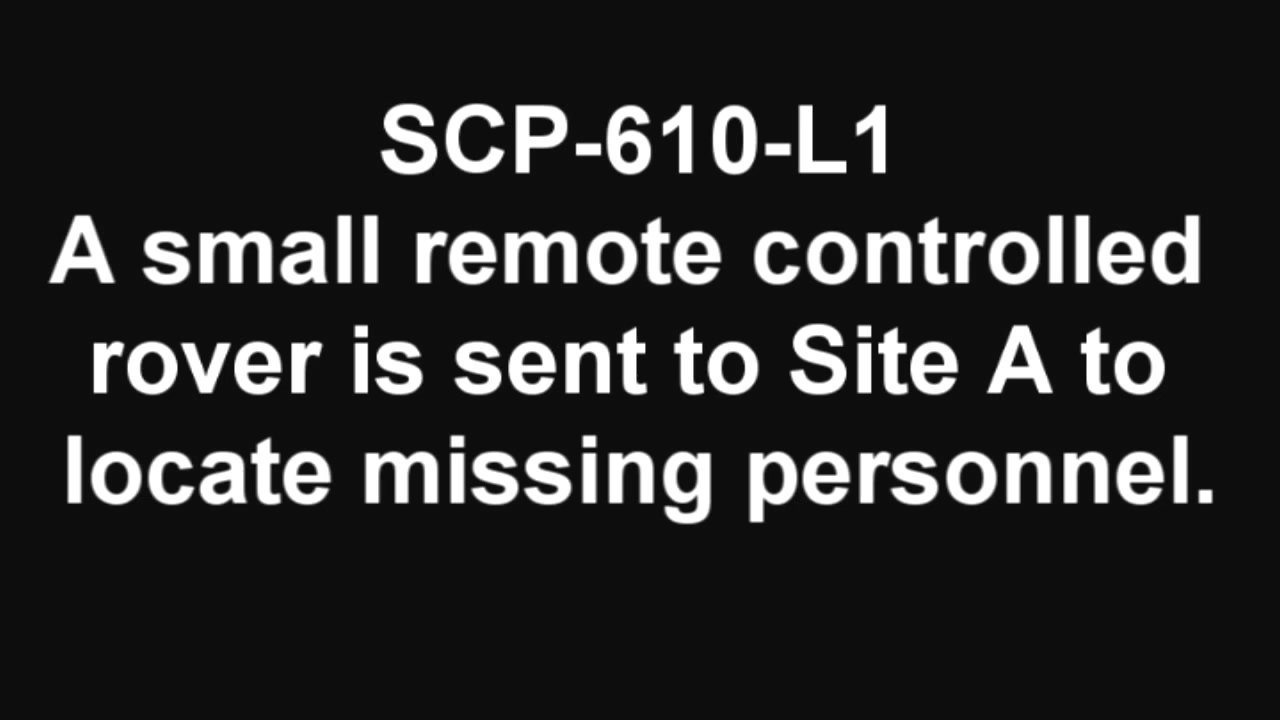 SCP-610-L1
A small remote controlled
rover is sent to Site A to
locate missing personnel.